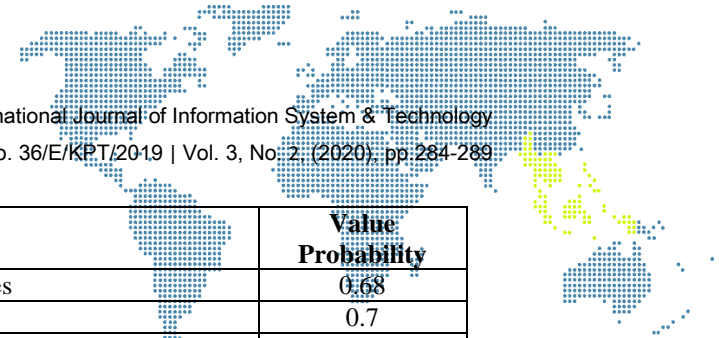 national Journal of Information System & Technology
o. 36/E/KPT/2019 | Vol. 3, No. 2, (2020), pp.284-289
Value
Probability
es 0.68
0.7